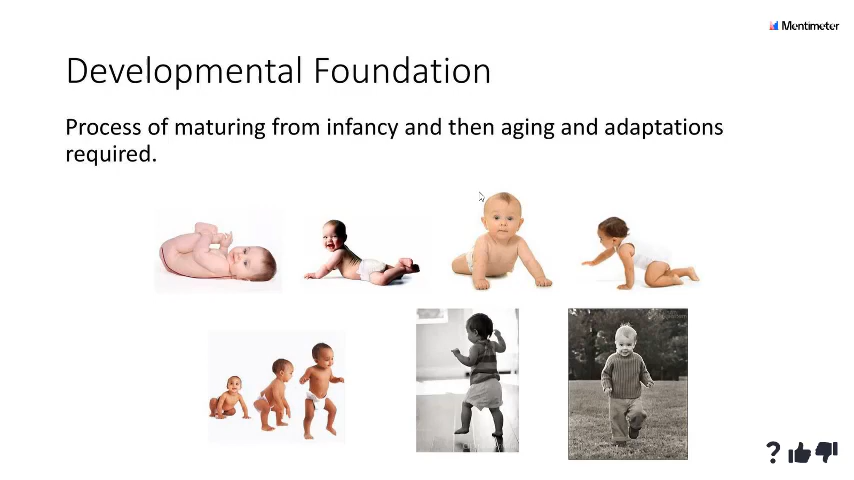 Mentimeter
Developmental Foundation
Process of maturing from infancy and then aging and adaptations
required.
?